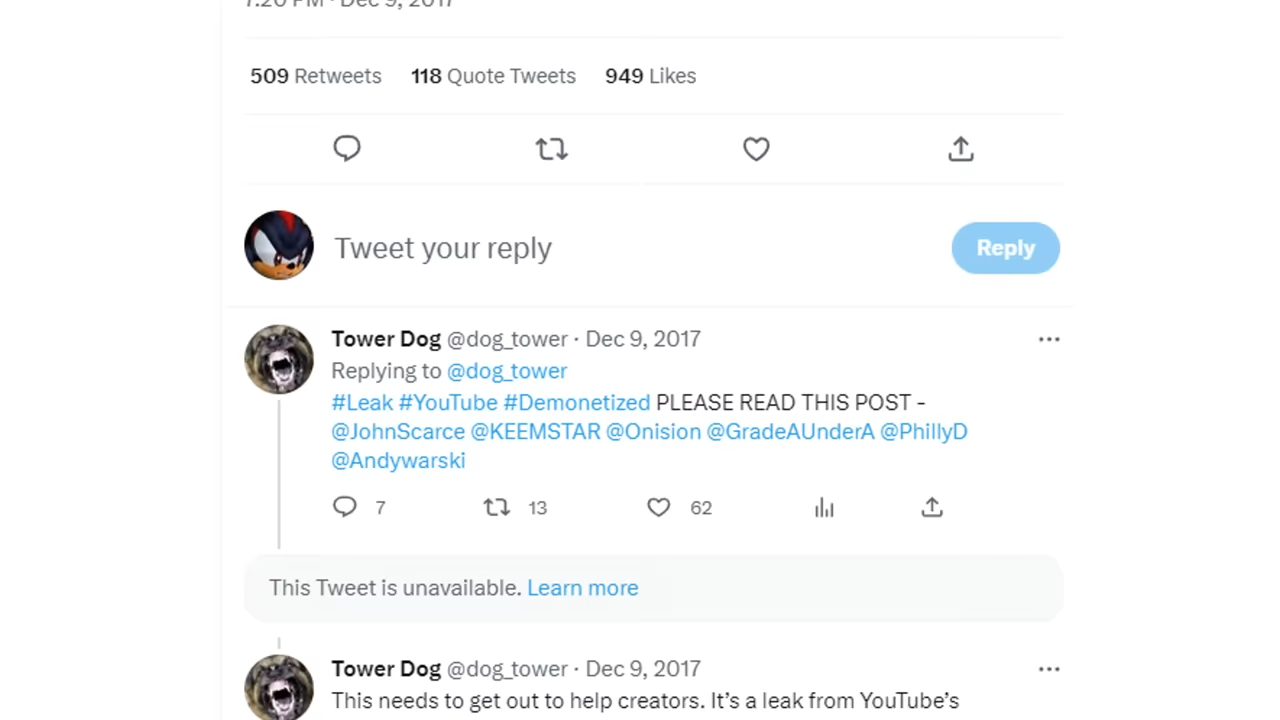 7:20 PM · Dec 9, 2017
509 Retweets 118 Quote Tweets 949 Likes
Tweet your reply
Reply
Tower Dog @dog_tower · Dec 9, 2017
Replying to @dog_tower
#Leak #YouTube #Demonetized PLEASE READ THIS POST -
@JohnScarce @KEEMSTAR @Onision @GradeAUnderA @PhillyD
@Andywarski
7 13 62
This Tweet is unavailable. Learn more
Tower Dog @dog_tower · Dec 9, 2017
This needs to get out to help creators. It’s a leak from YouTube’s